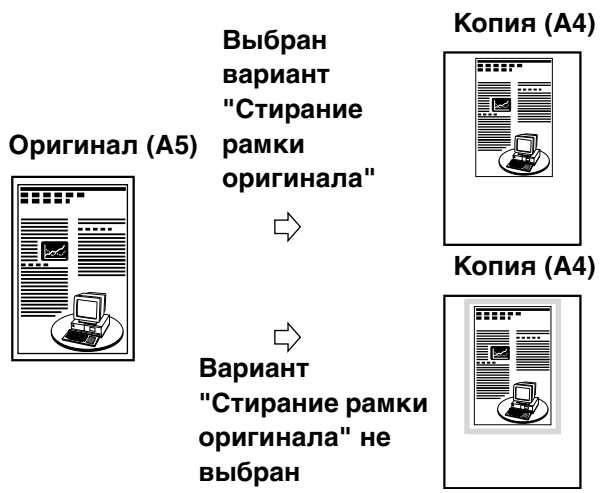 Оригинал (A5)
Выбран
вариант
"Стирание
рамки
оригинала"
Копия (A4)
Копия (A4)
Вариант
"Стирание рамки
оригинала" не
выбран